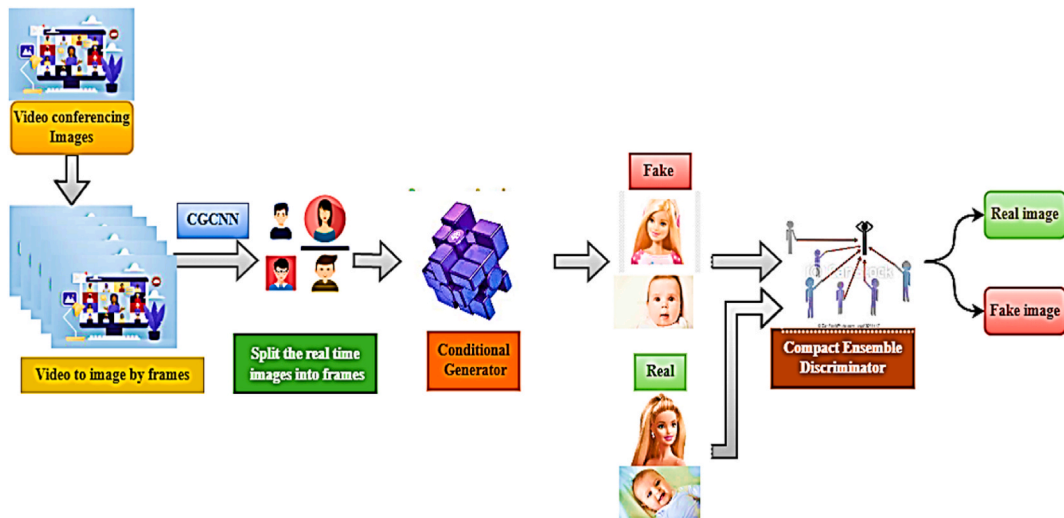 Video conferencing
Images
CGCNN
Video to image by frames
Split the real time
images into frames
Conditional
Generator
Fake
Real
Compact Ensemble
Discriminator
Real image
Fake image